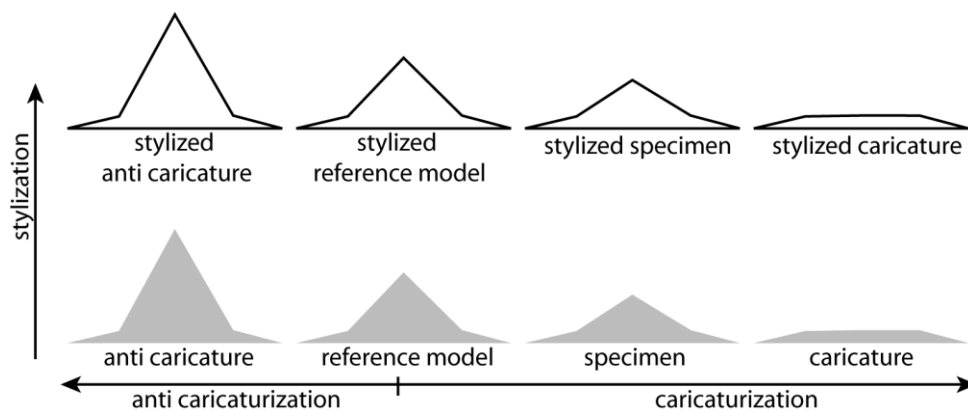 stylized
anti caricature
stylized
reference model
stylized specimen
stylized caricature
stylization
anti caricature
reference model
specimen
caricature
anti caricaturization
caricaturization